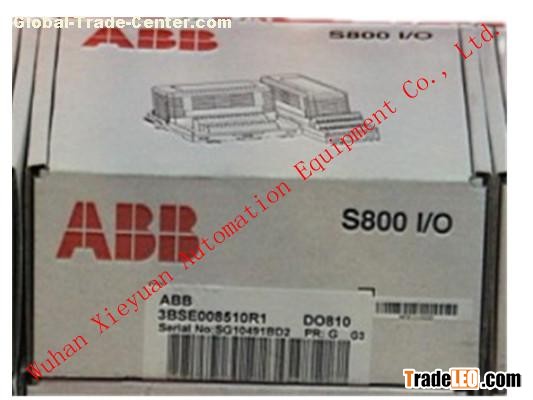 Global-Trade-Center.com
ABB
S800 I/O
ABB
S800 I/O
Wuhan Xieyuan Automation Equipment Co., Ltd.
ABB
3BSE008510R1 DO810
Serial No:SG10491BD2 PR: G G3
TradeLEO.com